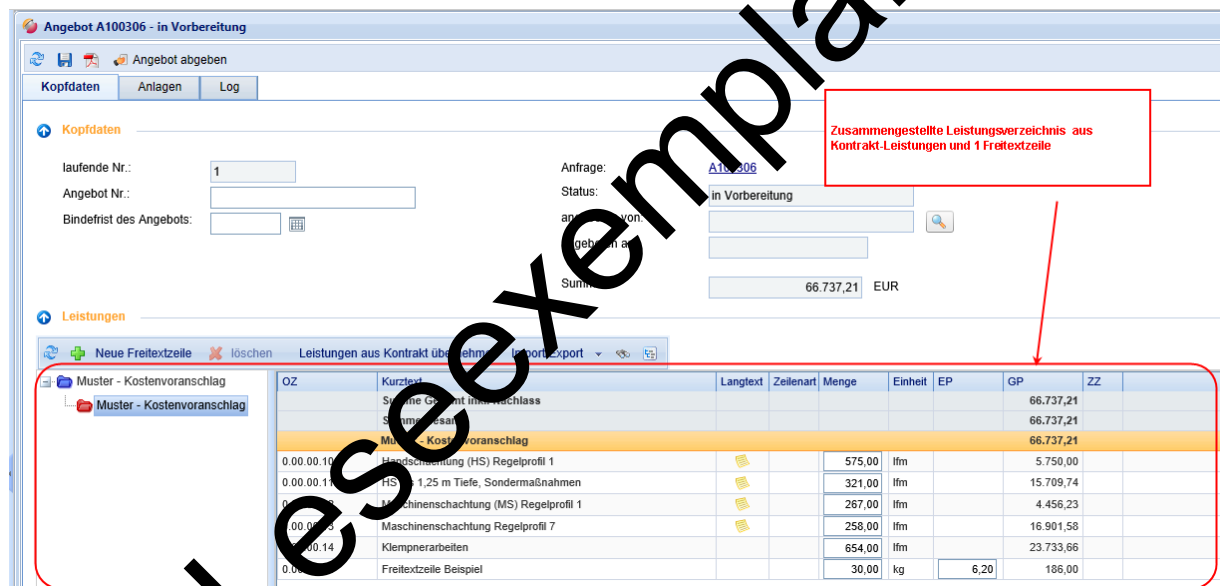 Angebot A100306 - in Vorbereitung
Angebot abgeben
Kopfdaten Anlagen Log
Kopfdaten
Zusammengestellte Leistungsverzeichnis aus
Kontrakt-Leistungen und 1 Freitextzeile
laufende Nr.: 1 Anfrage:
Angebot Nr.: Status: in Vorbereitung
Bindefrist des Angebots: von:
66.737,21 EUR
Leistungen
Neue Freitextzeile löschen Leistungen aus Kontrakt Export
Muster - Kostenvoranschlag
Muster - Kostenvoranschlag
OZ Kurztext Langtext Zeilenart Menge Einheit EP GP ZZ
inkl. Nachlass 66.737,21
66.737,21
Kostenvoranschlag 66.737,21
0.00.00.10 Handschachtung (HS) Regelprofil 1 575,00 lfm 5.750,00
HS 1,25 m Tiefe, Sondermaßnahmen 321,00 lfm 15.709,74
Maschinenschachtung (MS) Regelprofil 1 267,00 lfm 4.456,23
Maschinenschachtung Regelprofil 7 258,00 lfm 16.901,58
Klempnerarbeiten 654,00 lfm 23.733,66
Freitextzeile Beispiel 30,00 kg 6,20 186,00
Leseexemplar